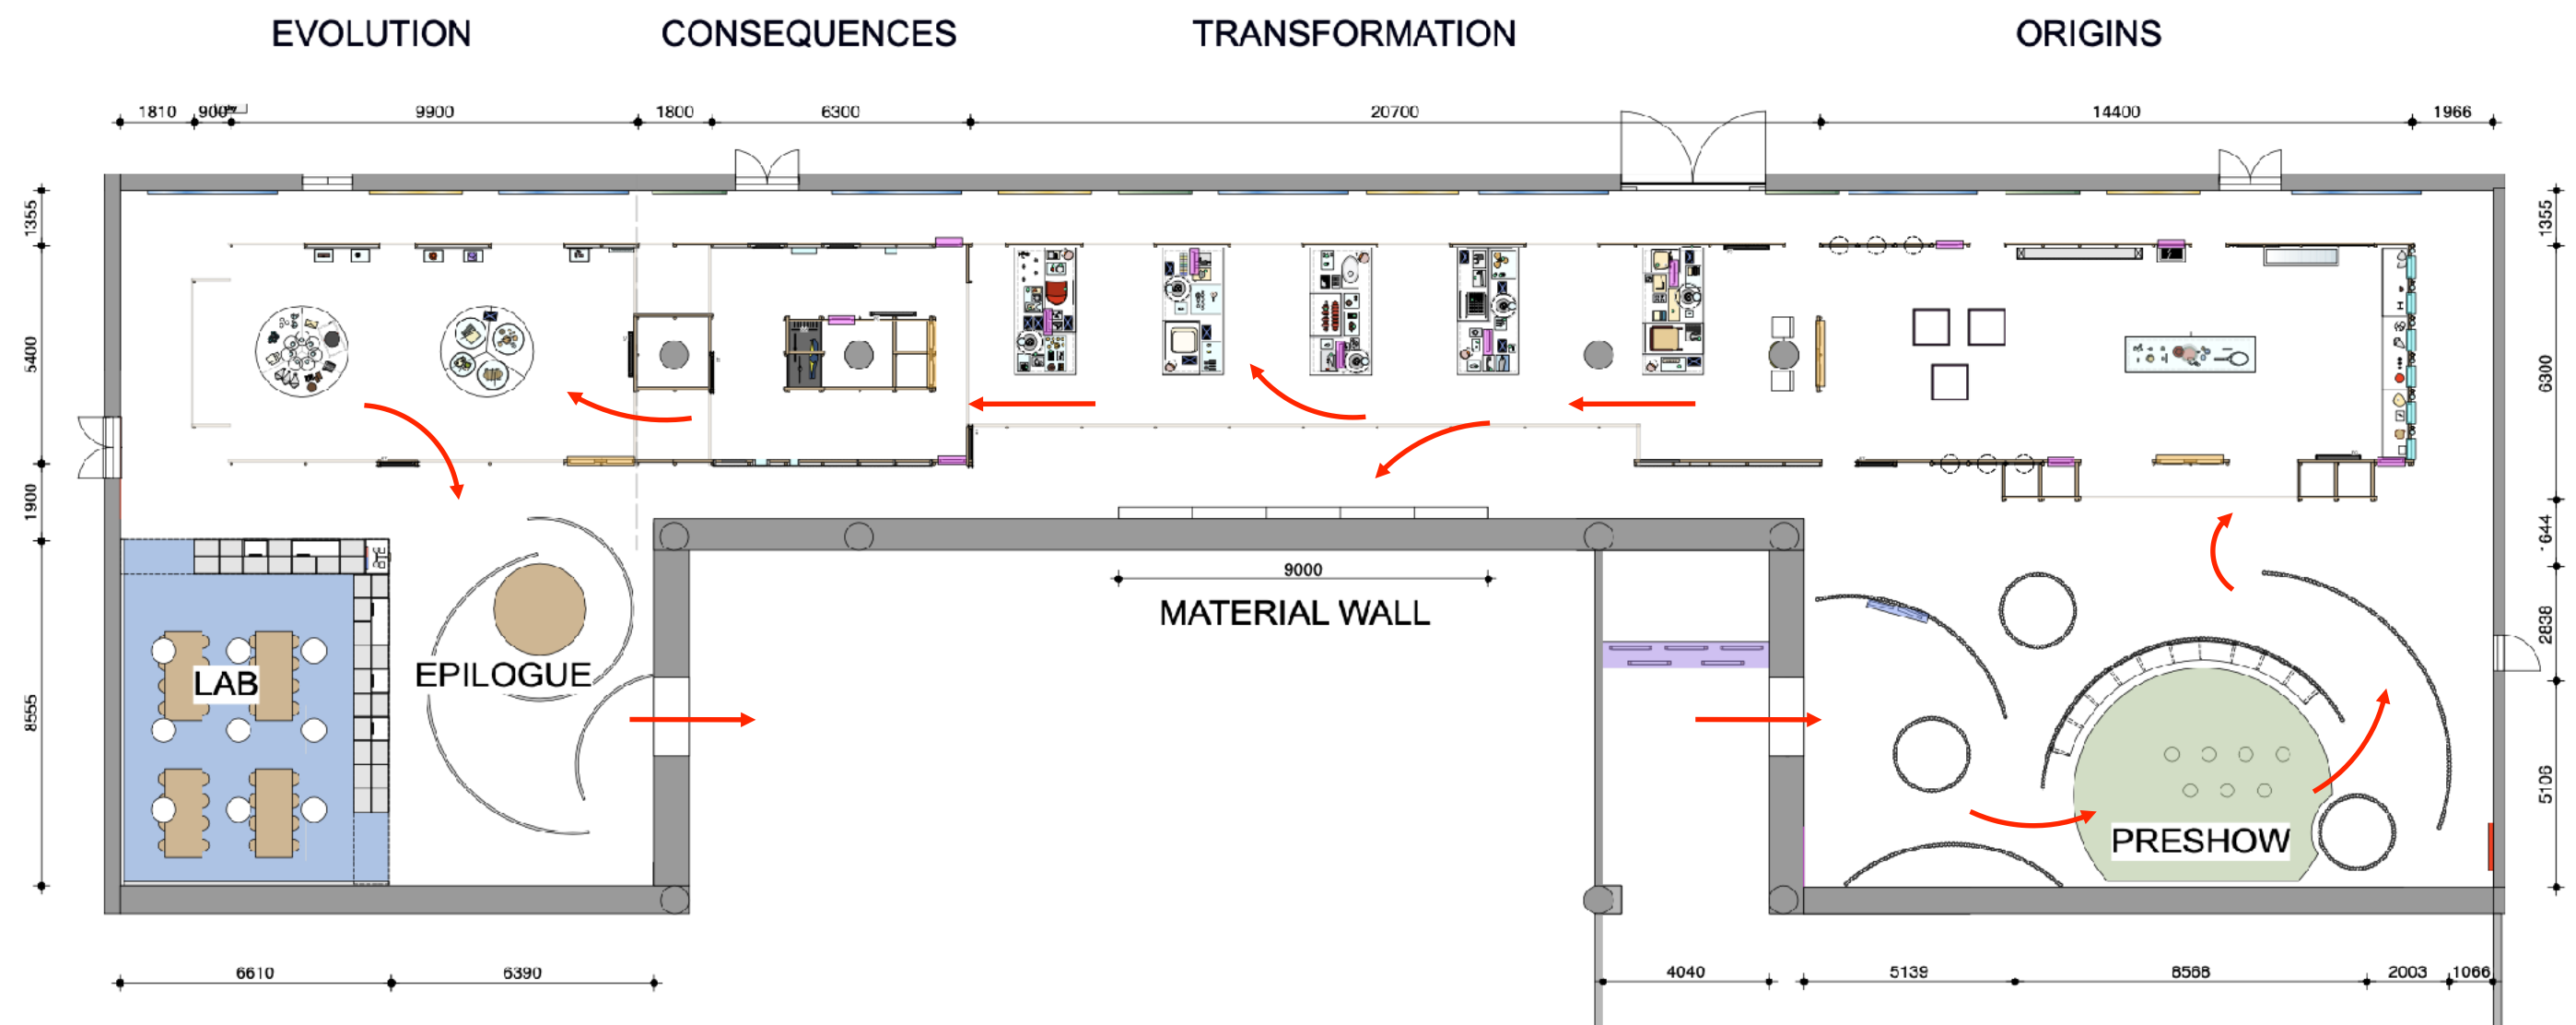 EVOLUTION CONSEQUENCES TRANSFORMATION ORIGINS
1810 900 9900 1800 6300 20700 14400 1966
1355 1355
5400 6300
1900 1644
8555 2838
5106
9000
MATERIAL WALL
LAB
EPILOGUE
PRESHOW
6610 6390 4040 5139 8568 2003 1066